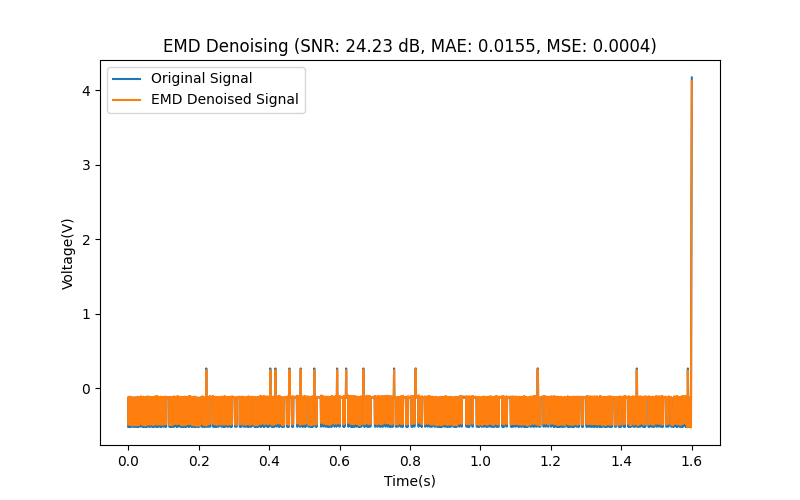 EMD Denoising (SNR: 24.23 dB, MAE: 0.0155, MSE: 0.0004)
Original Signal
EMD Denoised Signal
4
3
2
1
0
Voltage(V)
0.0 0.2 0.4 0.6 0.8 1.0 1.2 1.4 1.6
Time(s)